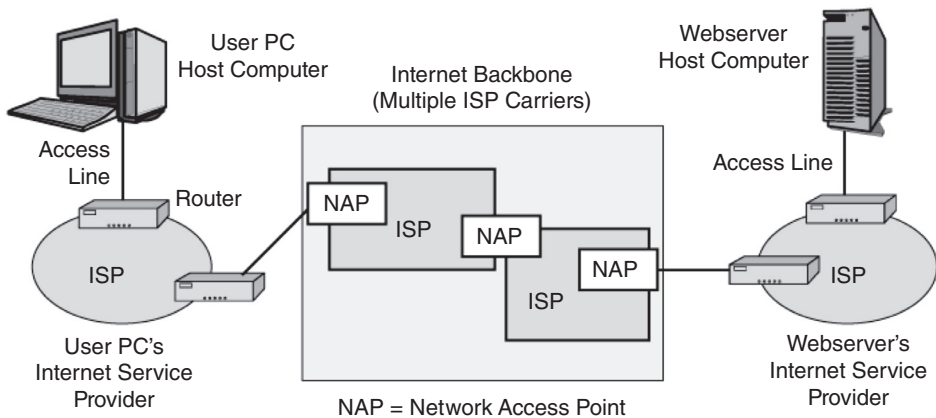 User PC
Host Computer
Webserver
Host Computer
Internet Backbone
(Multiple ISP Carriers)
Access
Line
Access Line
Router
NAP
ISP
NAP
NAP
ISP
ISP
ISP
User PC's
Internet Service
Provider
Webserver's
Internet Service
Provider
NAP = Network Access Point